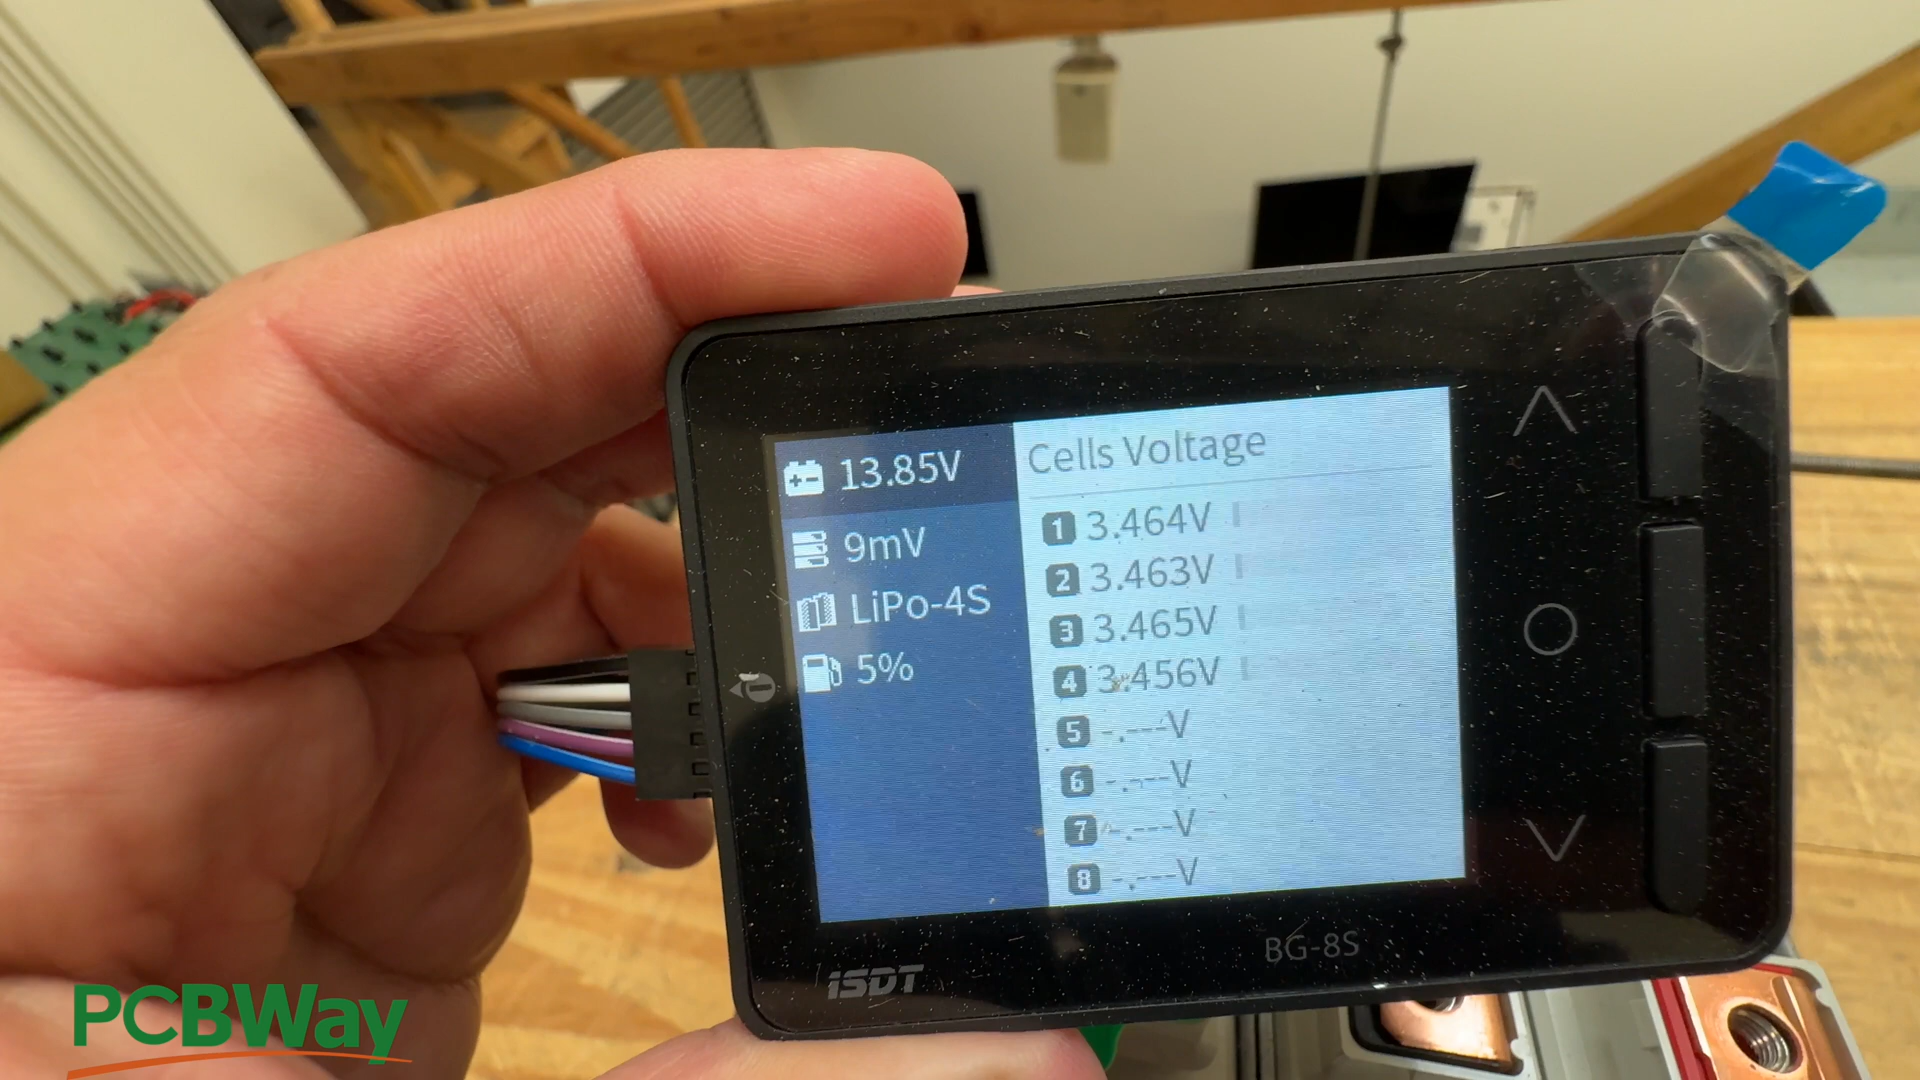 13.85V
9mV
LiPo-4S
5%
Cells Voltage
1 3.464V
2 3.463V
3 3.465V
4 3.456V
5 -.---V
6 -.---V
7 -.---V
8 -.---V
BG-8S
iSDT
PCBWay